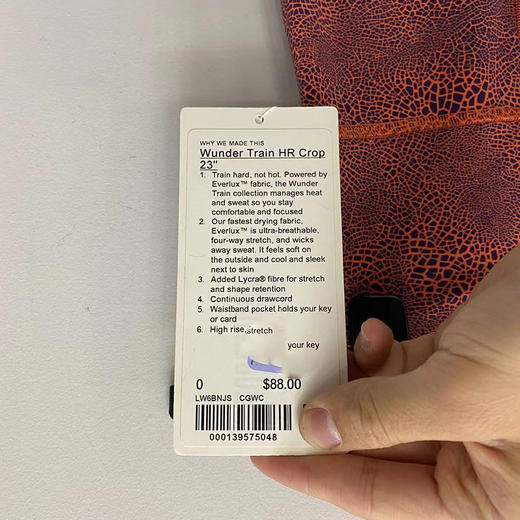 WHY WE MADE THIS
Wunder Train HR Crop
23"
1. Train hard, not hot. Powered by
Everlux™ fabric, the Wunder
Train collection manages heat
and sweat so you stay
comfortable and focused
2. Our fastest drying fabric,
Everlux™ is ultra-breathable,
four-way stretch, and wicks
away sweat. It feels soft on
the outside and cool and sleek
next to skin
3. Added Lycra® fibre for stretch
and shape retention
4. Continuous drawcord
5. Waistband pocket holds your key
or card
6. High rise, stretch
your key
0 $88.00
LW6BNJS CGWC
000139575048